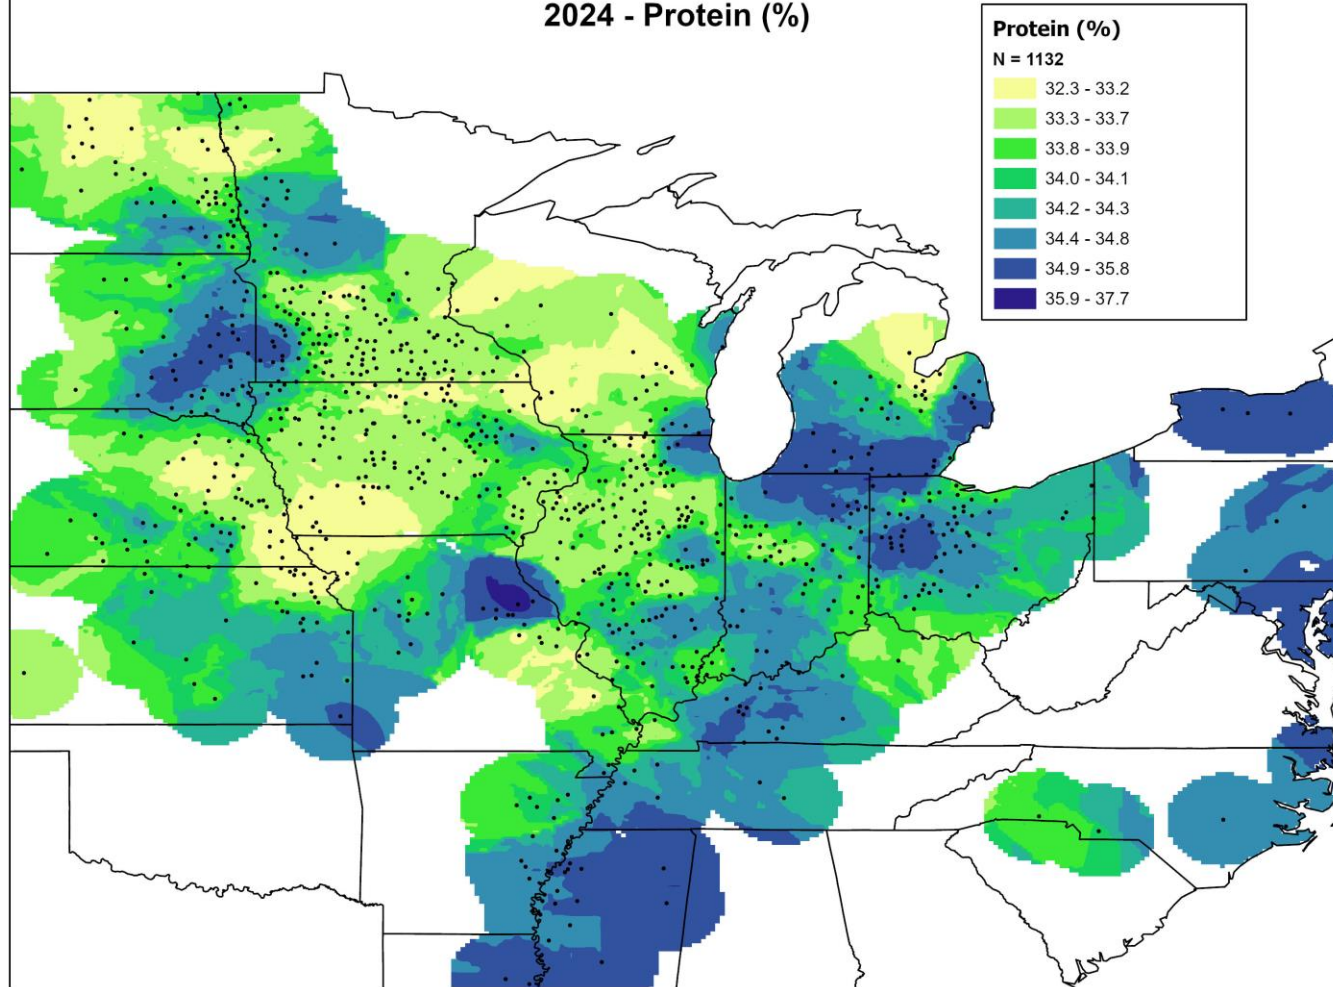 2024 - Protein (%)
Protein (%)
N = 1132
32.3 - 33.2
33.3 - 33.7
33.8 - 33.9
34.0 - 34.1
34.2 - 34.3
34.4 - 34.8
34.9 - 35.8
35.9 - 37.7